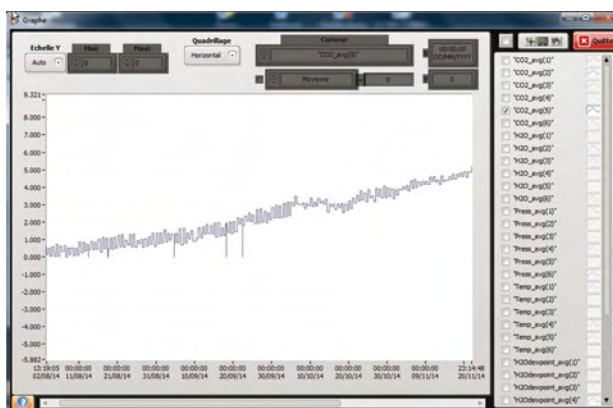 Graphe
Echelle Y
Mini
Maxi
Quadrillage
Curseur
Auto
0
0
Horizontal
"CO2_avg(5)"
00:00:00
DD/MM/YYYY
Moyenne
0
0
Quitter
9.321
8.000
7.000
6.000
5.000
4.000
3.000
2.000
1.000
0.000
-1.000
-2.000
-3.000
-4.000
-5.000
-5.882
13:19:05 00:00:00 00:00:00 00:00:00 00:00:00 00:00:00 00:00:00 00:00:00 00:00:00 00:00:00 00:00:00 23:14:48
02/08/14 11/08/14 21/08/14 31/08/14 10/09/14 20/09/14 30/09/14 10/10/14 20/10/14 30/10/14 09/11/14 20/11/14
"CO2_avg(1)"
"CO2_avg(2)"
"CO2_avg(3)"
"CO2_avg(4)"
"CO2_avg(5)"
"CO2_avg(6)"
"H2O_avg(1)"
"H2O_avg(2)"
"H2O_avg(3)"
"H2O_avg(4)"
"H2O_avg(5)"
"H2O_avg(6)"
"Press_avg(1)"
"Press_avg(2)"
"Press_avg(3)"
"Press_avg(4)"
"Press_avg(5)"
"Press_avg(6)"
"Temp_avg(1)"
"Temp_avg(2)"
"Temp_avg(3)"
"Temp_avg(4)"
"Temp_avg(5)"
"Temp_avg(6)"
"H2Odewpoint_avg(1)"
"H2Odewpoint_avg(2)"
"H2Odewpoint_avg(3)"
"H2Odewpoint_avg(4)"